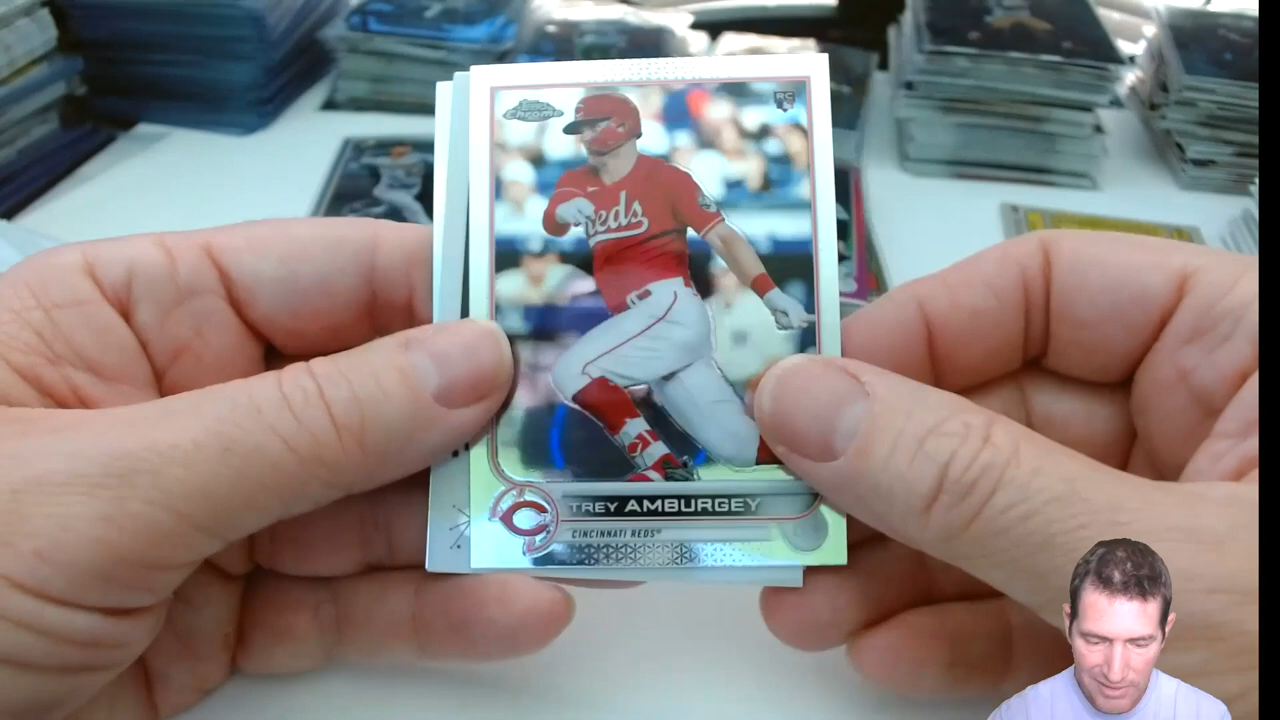 Topps
Chrome
RC
Reds
TREY AMBURGEY
CINCINNATI REDS®